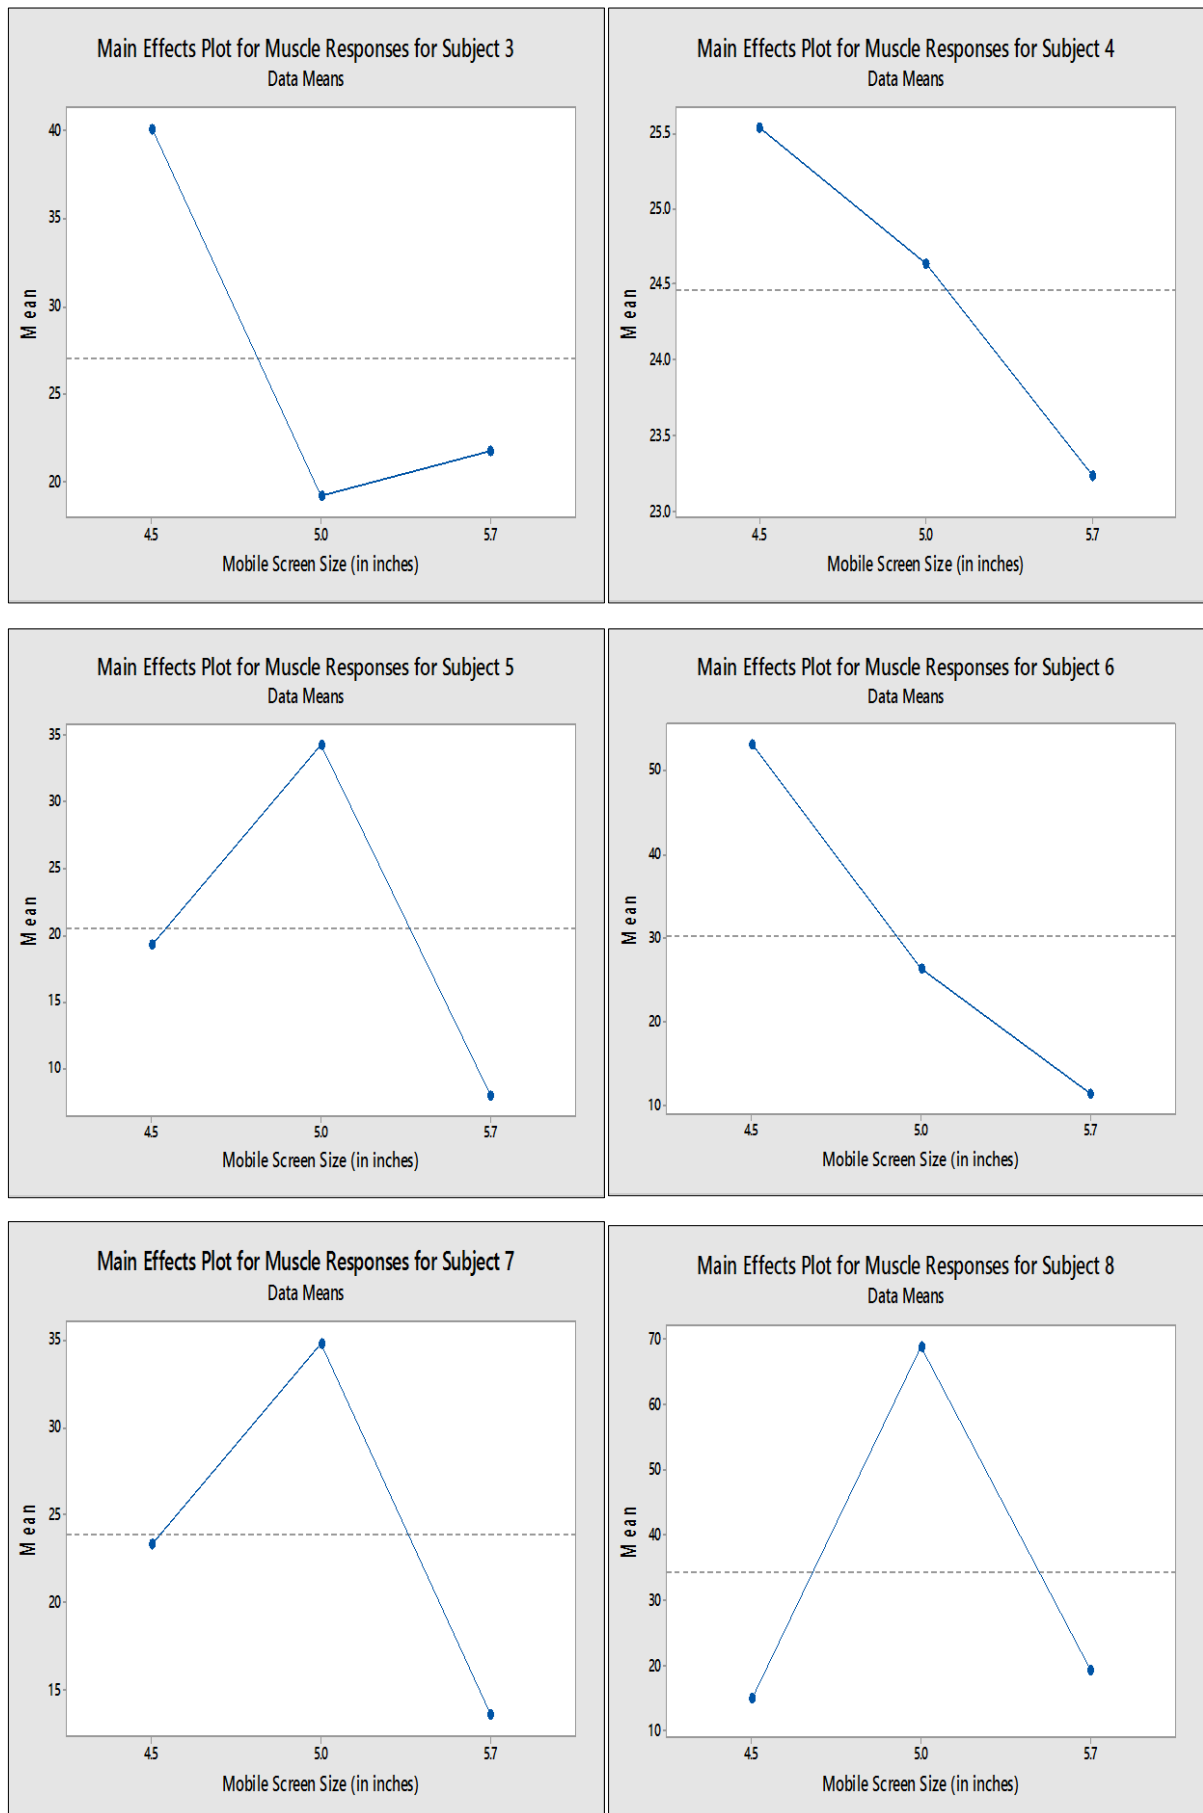 Main Effects Plot for Muscle Responses for Subject 3
Data Means
40
35
30
25
20
Mean
4.5 5.0 5.7
Mobile Screen Size (in inches)
Main Effects Plot for Muscle Responses for Subject 4
Data Means
25.5
25.0
24.5
24.0
23.5
23.0
Mean
4.5 5.0 5.7
Mobile Screen Size (in inches)
Main Effects Plot for Muscle Responses for Subject 5
Data Means
35
30
25
20
15
10
Mean
4.5 5.0 5.7
Mobile Screen Size (in inches)
Main Effects Plot for Muscle Responses for Subject 6
Data Means
50
40
30
20
10
Mean
4.5 5.0 5.7
Mobile Screen Size (in inches)
Main Effects Plot for Muscle Responses for Subject 7
Data Means
35
30
25
20
15
Mean
4.5 5.0 5.7
Mobile Screen Size (in inches)
Main Effects Plot for Muscle Responses for Subject 8
Data Means
70
60
50
40
30
20
10
Mean
4.5 5.0 5.7
Mobile Screen Size (in inches)